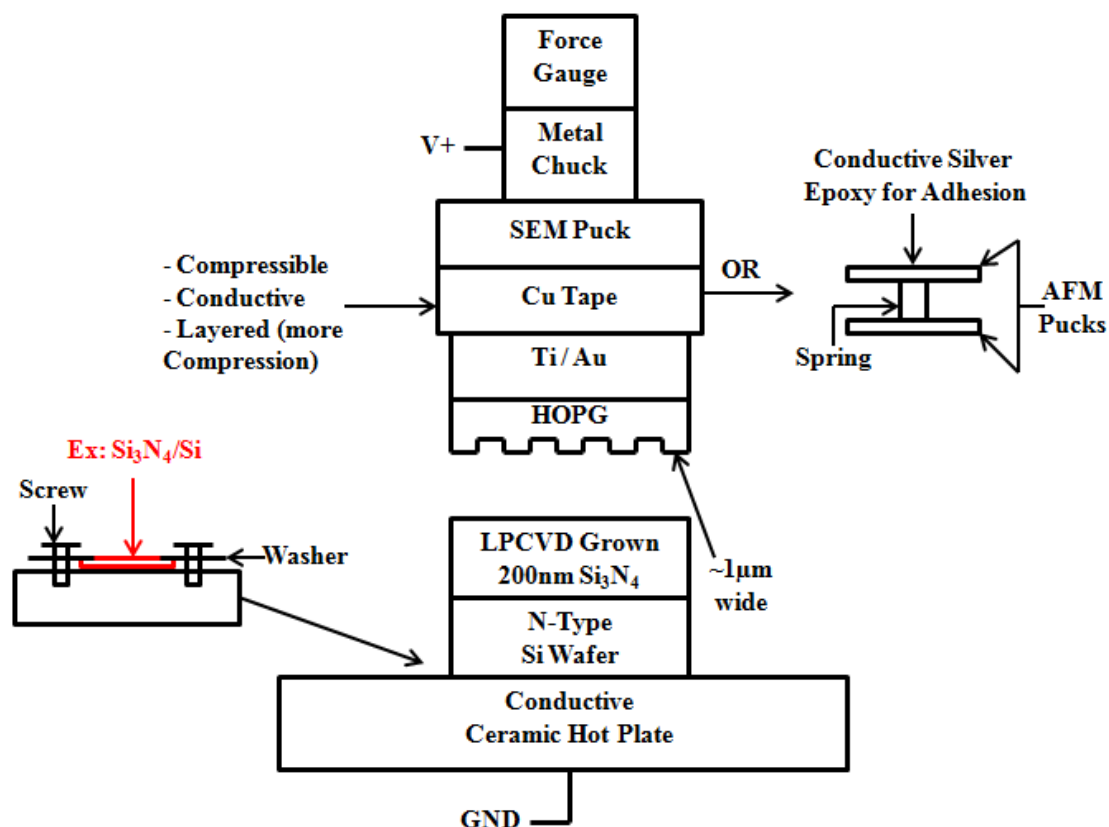 Force
Gauge
V+
Metal
Chuck
SEM Puck
Cu Tape
Ti / Au
HOPG
- Compressible
- Conductive
- Layered (more
Compression)
OR
Conductive Silver
Epoxy for Adhesion
AFM
Pucks
Spring
Ex: Si₃N₄/Si
Screw
Washer
~1μm
wide
LPCVD Grown
200nm Si₃N₄
N-Type
Si Wafer
Conductive
Ceramic Hot Plate
GND